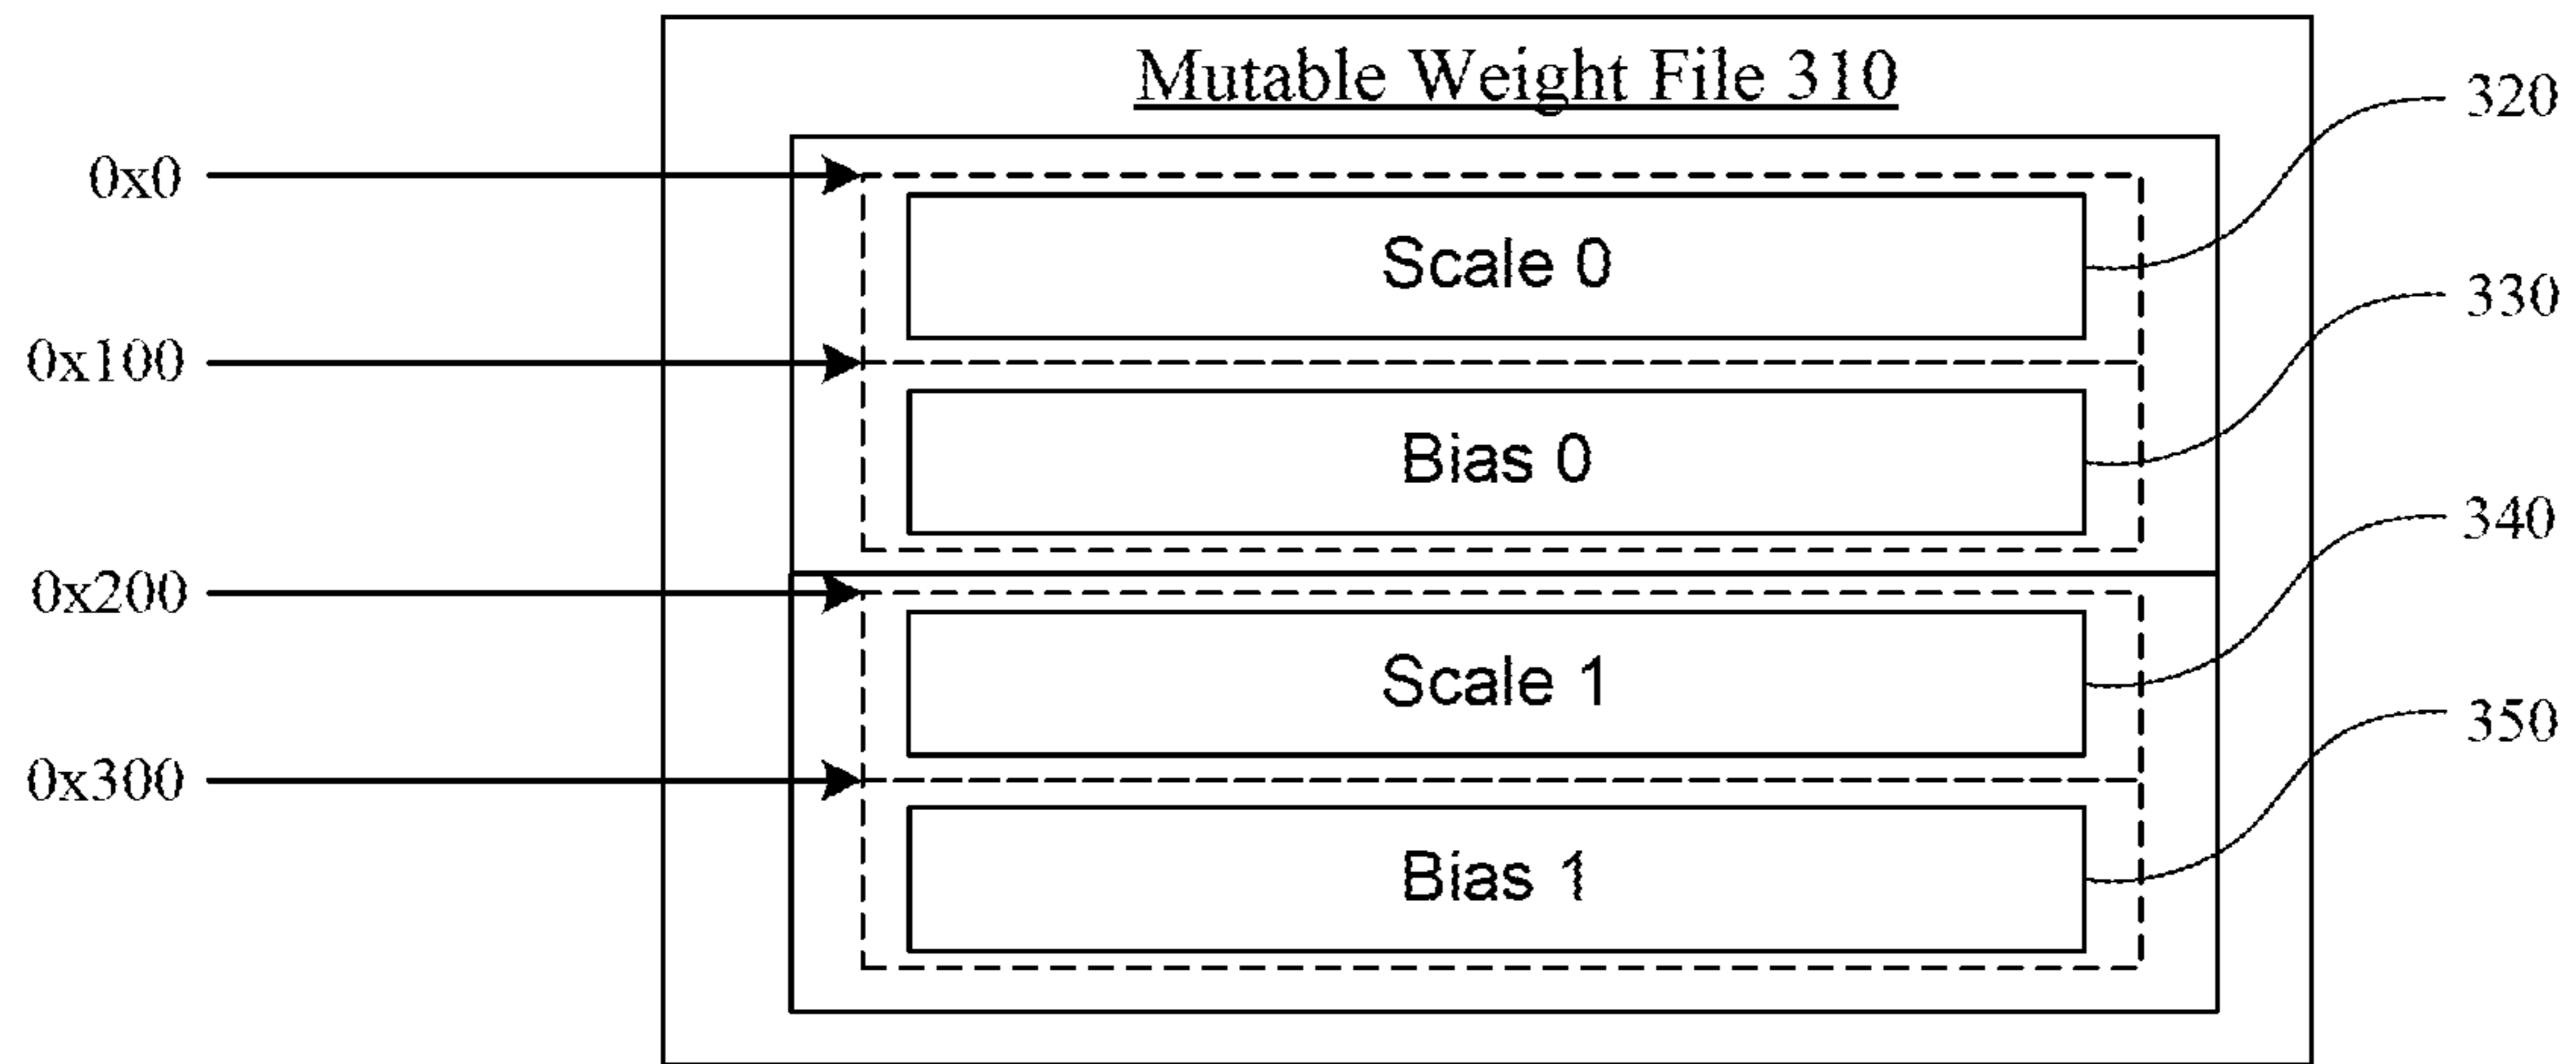 Mutable Weight File 310
320
0x0
Scale 0
330
0x100
Bias 0
340
0x200
Scale 1
350
0x300
Bias 1